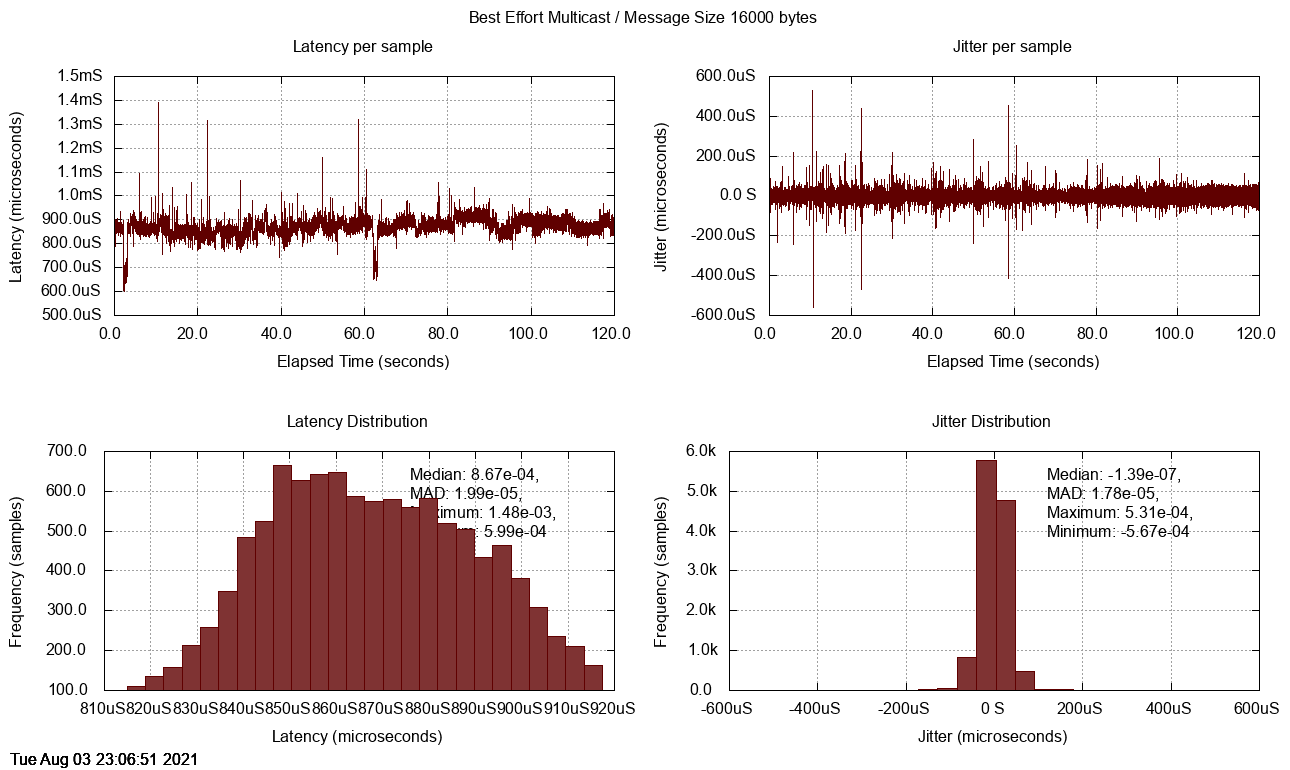 Best Effort Multicast / Message Size 16000 bytes
Latency per sample
1.5mS
1.4mS
1.3mS
1.2mS
1.1mS
1.0mS
900.0uS
800.0uS
700.0uS
600.0uS
500.0uS
0.0
20.0
40.0
60.0
80.0
100.0
120.0
Latency (microseconds)
Elapsed Time (seconds)
Jitter per sample
600.0uS
400.0uS
200.0uS
0.0 S
-200.0uS
-400.0uS
-600.0uS
0.0
20.0
40.0
60.0
80.0
100.0
120.0
Jitter (microseconds)
Elapsed Time (seconds)
Latency Distribution
700.0
600.0
500.0
400.0
300.0
200.0
100.0
Median: 8.67e-04,
MAD: 1.99e-05,
1.48e-03,
5.99e-04
810uS
820uS
830uS
840uS
850uS
860uS
870uS
880uS
890uS
900uS
910uS
920uS
Frequency (samples)
Latency (microseconds)
Jitter Distribution
6.0k
5.0k
4.0k
3.0k
2.0k
1.0k
0.0
Median: -1.39e-07,
MAD: 1.78e-05,
Maximum: 5.31e-04,
Minimum: -5.67e-04
-600uS
-400uS
-200uS
0 S
200uS
400uS
600uS
Frequency (samples)
Jitter (microseconds)
Tue Aug 03 23:06:51 2021